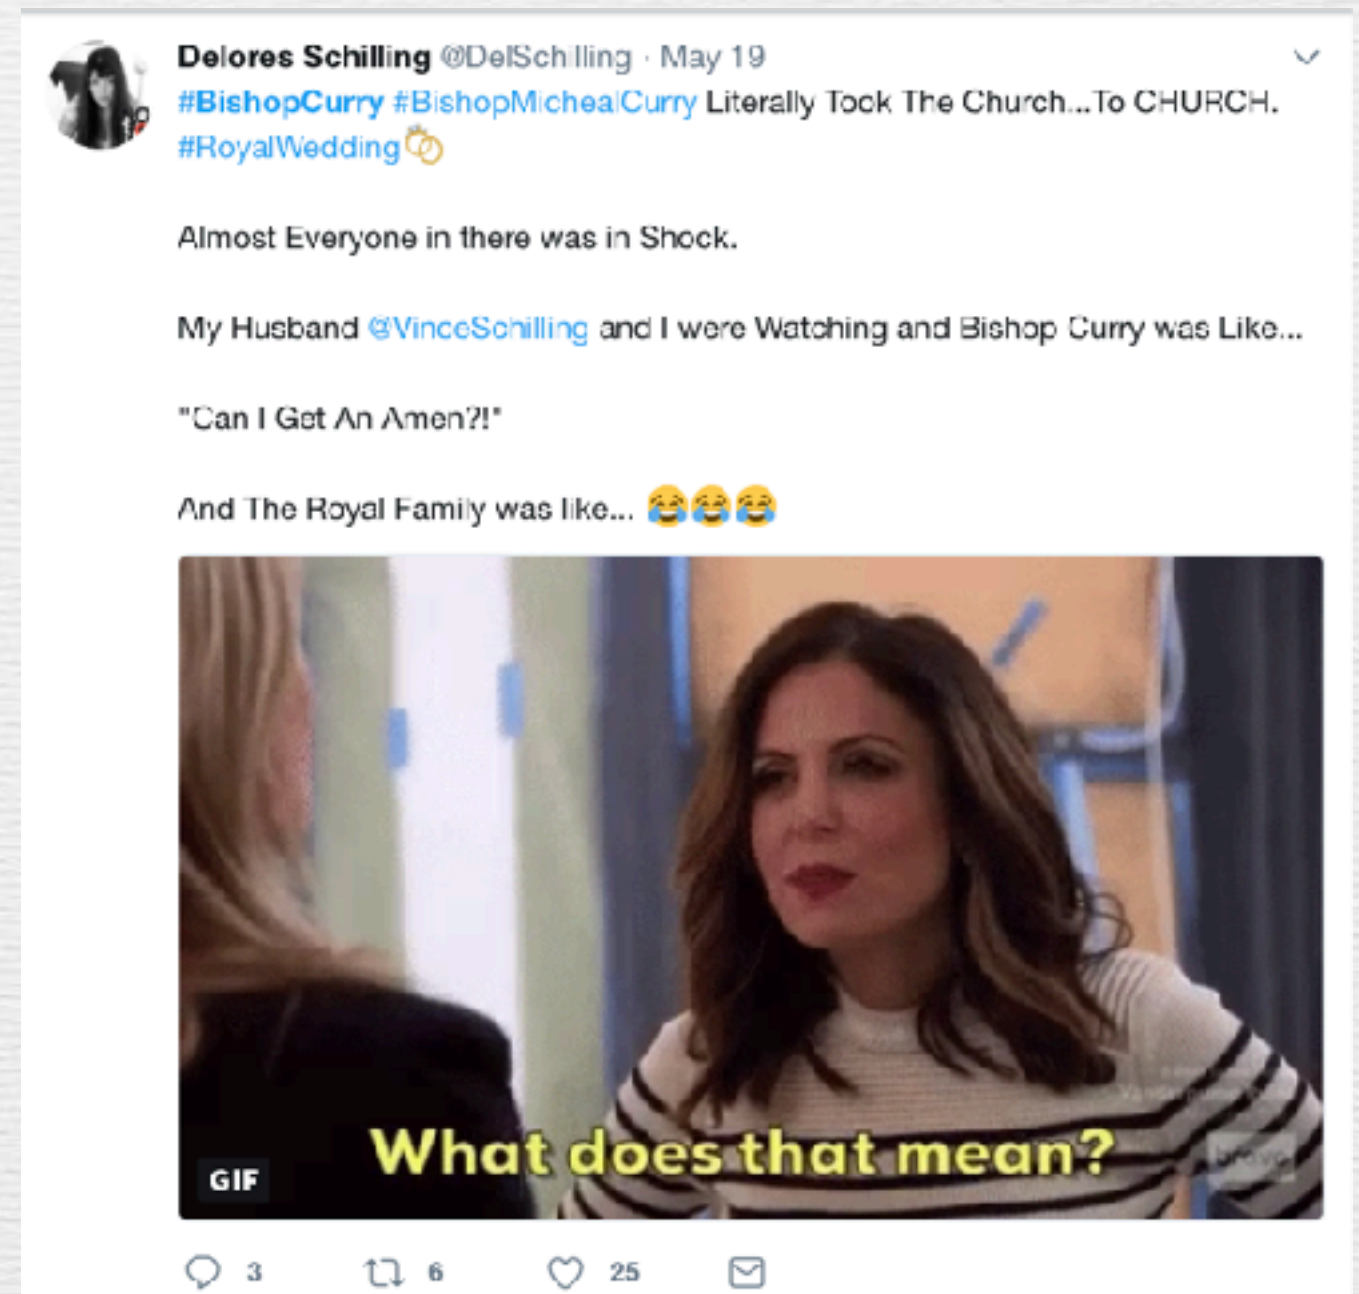 Delores Schilling @DelSchilling · May 19
#BishopCurry #BishopMichealCurry Literally Took The Church...To CHURCH.
#RoyalWedding
Almost Everyone in there was in Shock.
My Husband @VinceSchilling and I were Watching and Bishop Curry was Like...
"Can I Get An Amen?!"
And The Royal Family was like... 😂😂😂
What does that mean?
bravo
GIF
3 6 25